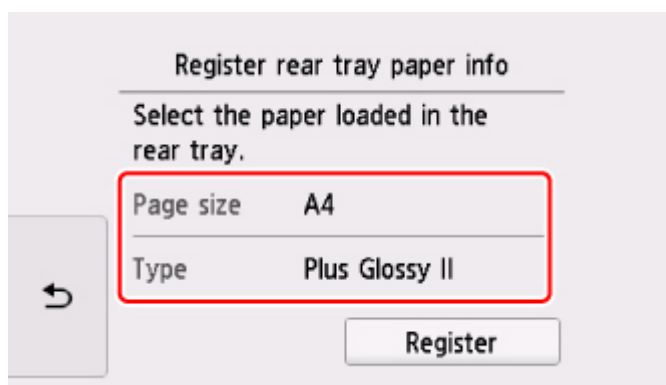 Register rear tray paper info
Select the paper loaded in the
rear tray.
Page size A4
Type Plus Glossy II
Register